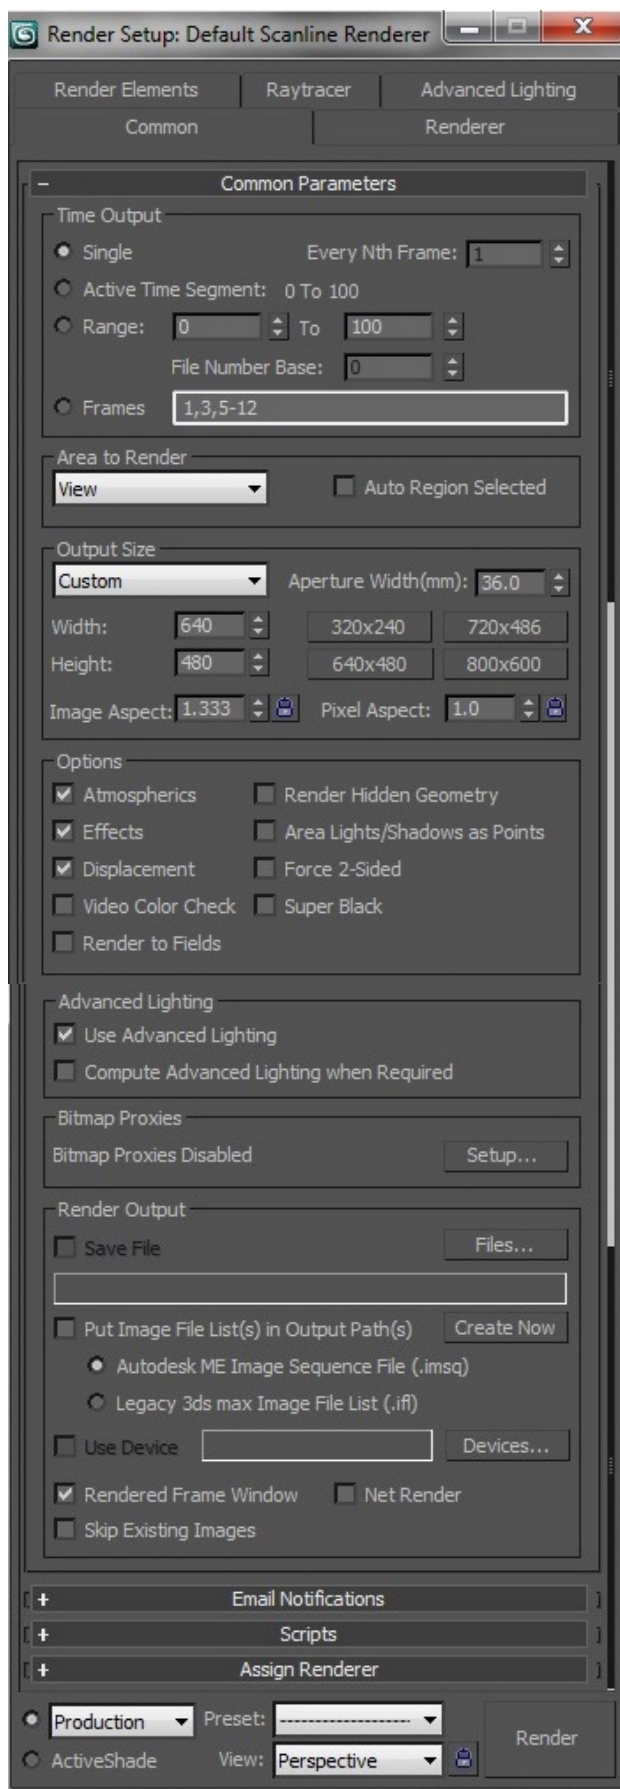 Render Setup: Default Scanline Renderer
Render Elements Raytracer Advanced Lighting
Common Renderer
Common Parameters
Time Output
Single Every Nth Frame: 1
Active Time Segment: 0 To 100
Range: 0 To 100
File Number Base: 0
Frames 1,3,5-12
Area to Render
View Auto Region Selected
Output Size
Custom Aperture Width(mm): 36.0
Width: 640 320x240 720x486
Height: 480 640x480 800x600
Image Aspect: 1.333 Pixel Aspect: 1.0
Options
Atmospherics Render Hidden Geometry
Effects Area Lights/Shadows as Points
Displacement Force 2-Sided
Video Color Check Super Black
Render to Fields
Advanced Lighting
Use Advanced Lighting
Compute Advanced Lighting when Required
Bitmap Proxies
Bitmap Proxies Disabled Setup...
Render Output
Save File Files...
Put Image File List(s) in Output Path(s) Create Now
Autodesk ME Image Sequence File (.imsq)
Legacy 3ds max Image File List (.ifl)
Use Device Devices...
Rendered Frame Window Net Render
Skip Existing Images
+ Email Notifications
+ Scripts
+ Assign Renderer
Production Preset: -------------------
ActiveShade View: Perspective Render